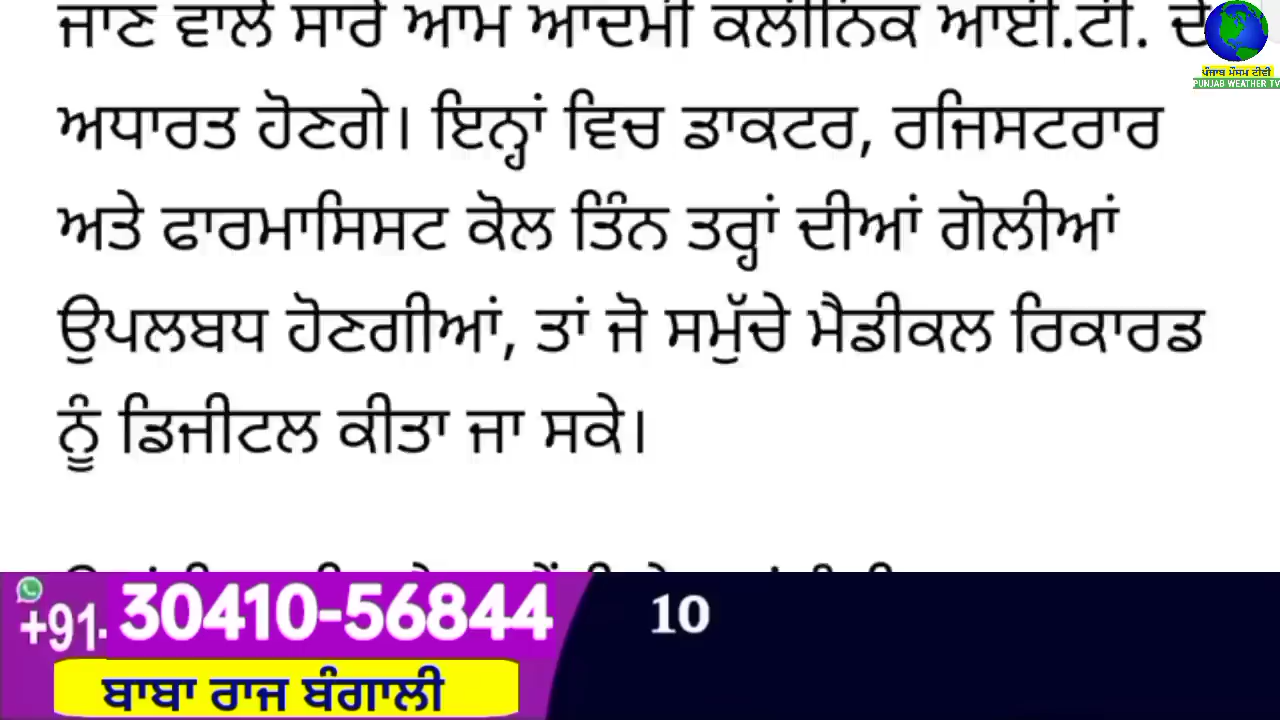 ਜਾਣ ਵਾਲੇ ਸਾਰੇ ਆਮ ਆਦਮੀ ਕਲੀਨਿਕ ਆਈ.ਟੀ. ਦੇ
ਅਧਾਰਤ ਹੋਣਗੇ। ਇਨ੍ਹਾਂ ਵਿਚ ਡਾਕਟਰ, ਰਜਿਸਟਰਾਰ
ਅਤੇ ਫਾਰਮਾਸਿਸਟ ਕੋਲ ਤਿੰਨ ਤਰ੍ਹਾਂ ਦੀਆਂ ਗੋਲੀਆਂ
ਉਪਲਬਧ ਹੋਣਗੀਆਂ, ਤਾਂ ਜੋ ਸਮੁੱਚੇ ਮੈਡੀਕਲ ਰਿਕਾਰਡ
ਨੂੰ ਡਿਜੀਟਲ ਕੀਤਾ ਜਾ ਸਕੇ।
ਪੰਜਾਬ ਮੌਸਮ ਟੀਵੀ
PUNJAB WEATHER TV
+91- 30410-56844
ਬਾਬਾ ਰਾਜ ਬੰਗਾਲੀ
10